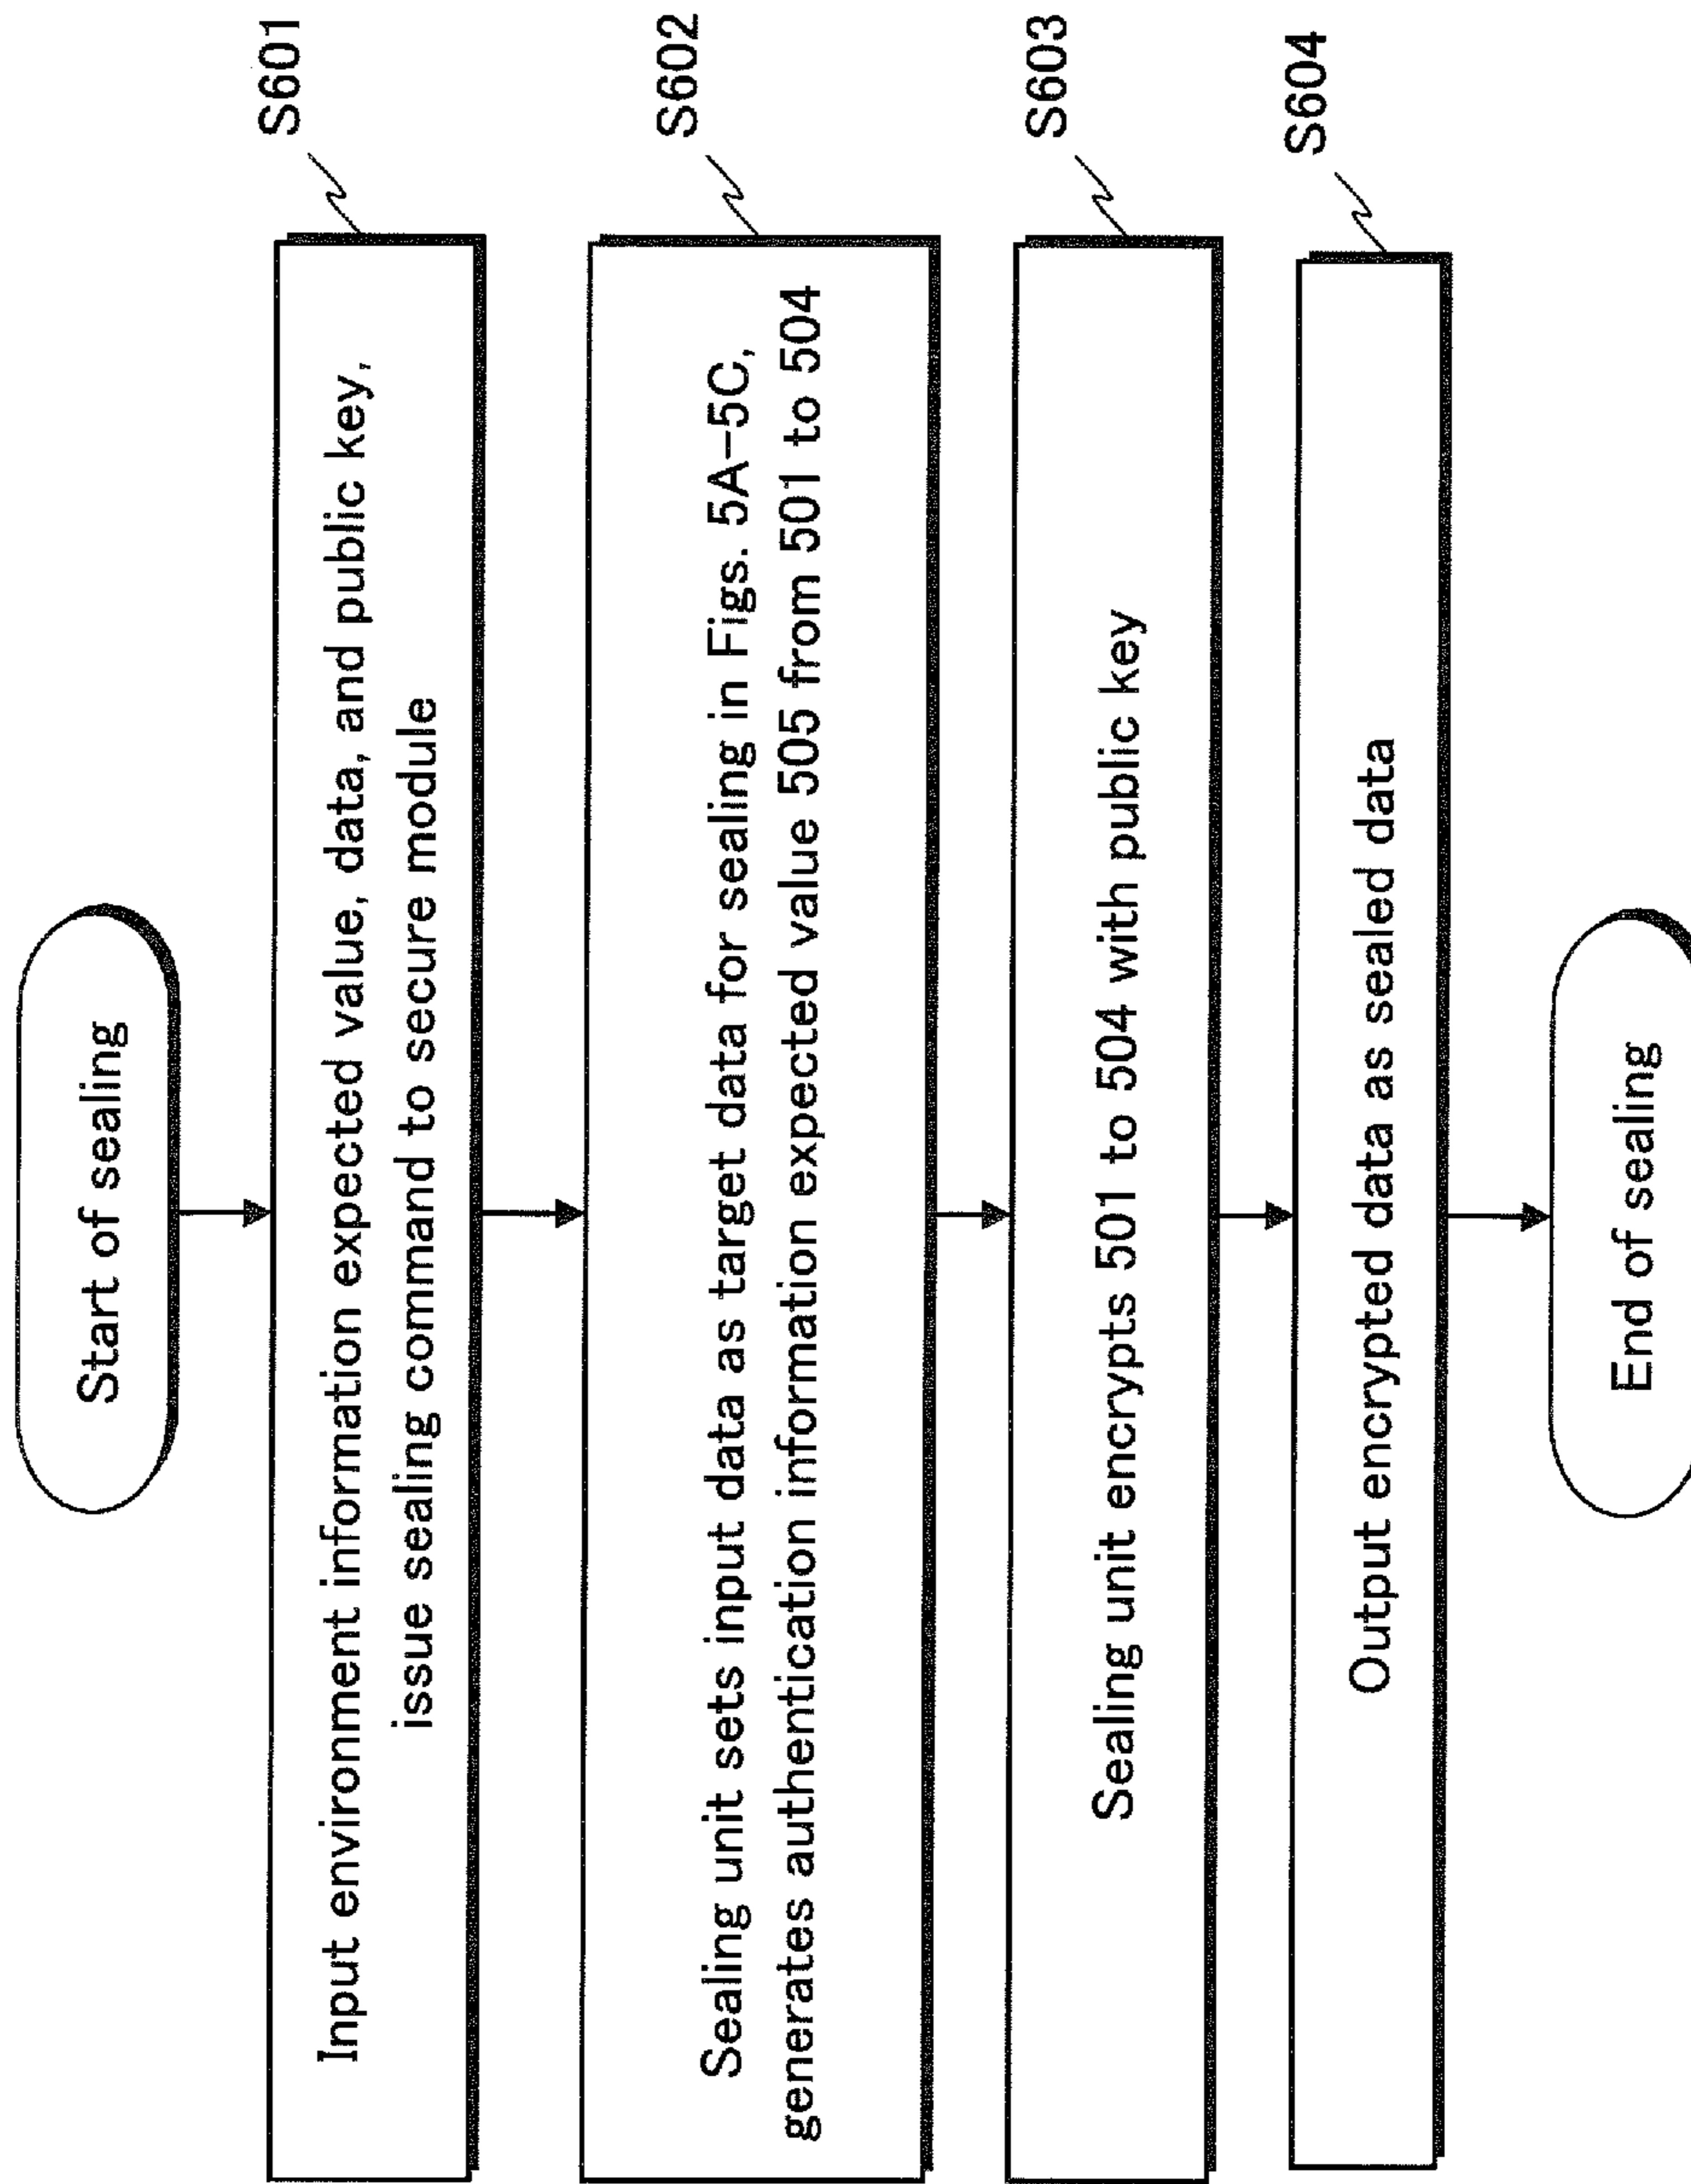 Start of sealing
S601
Input environment information expected value, data, and public key,
issue sealing command to secure module
S602
Sealing unit sets input data as target data for sealing in Figs. 5A-5C,
generates authentication information expected value 505 from 501 to 504
S603
Sealing unit encrypts 501 to 504 with public key
S604
Output encrypted data as sealed data
End of sealing